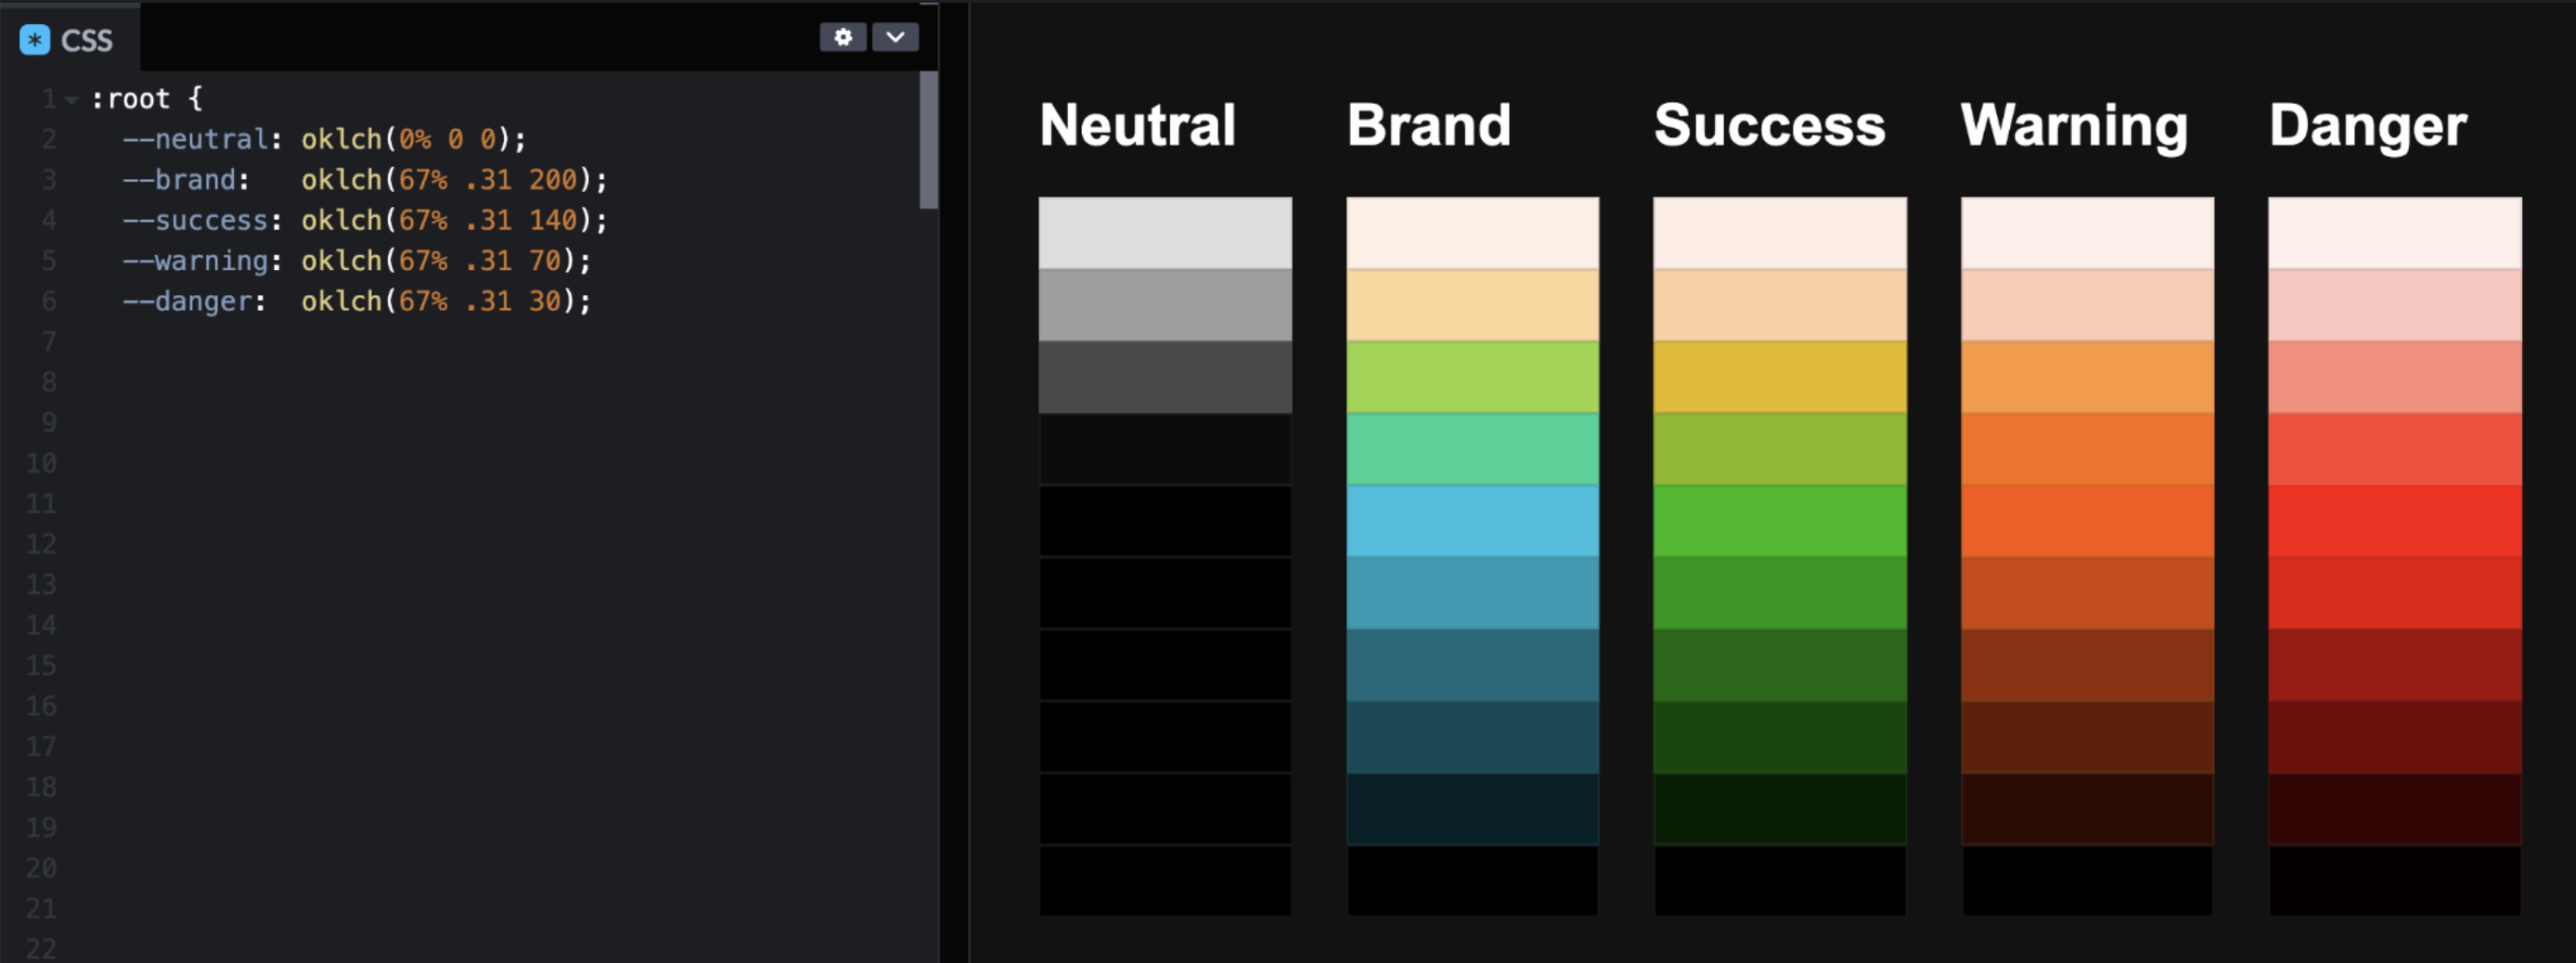 CSS
1 :root {
2 --neutral: oklch(0% 0 0);
3 --brand: oklch(67% .31 200);
4 --success: oklch(67% .31 140);
5 --warning: oklch(67% .31 70);
6 --danger: oklch(67% .31 30);
7
8
9
10
11
12
13
14
15
16
17
18
19
20
21
22
Neutral Brand Success Warning Danger